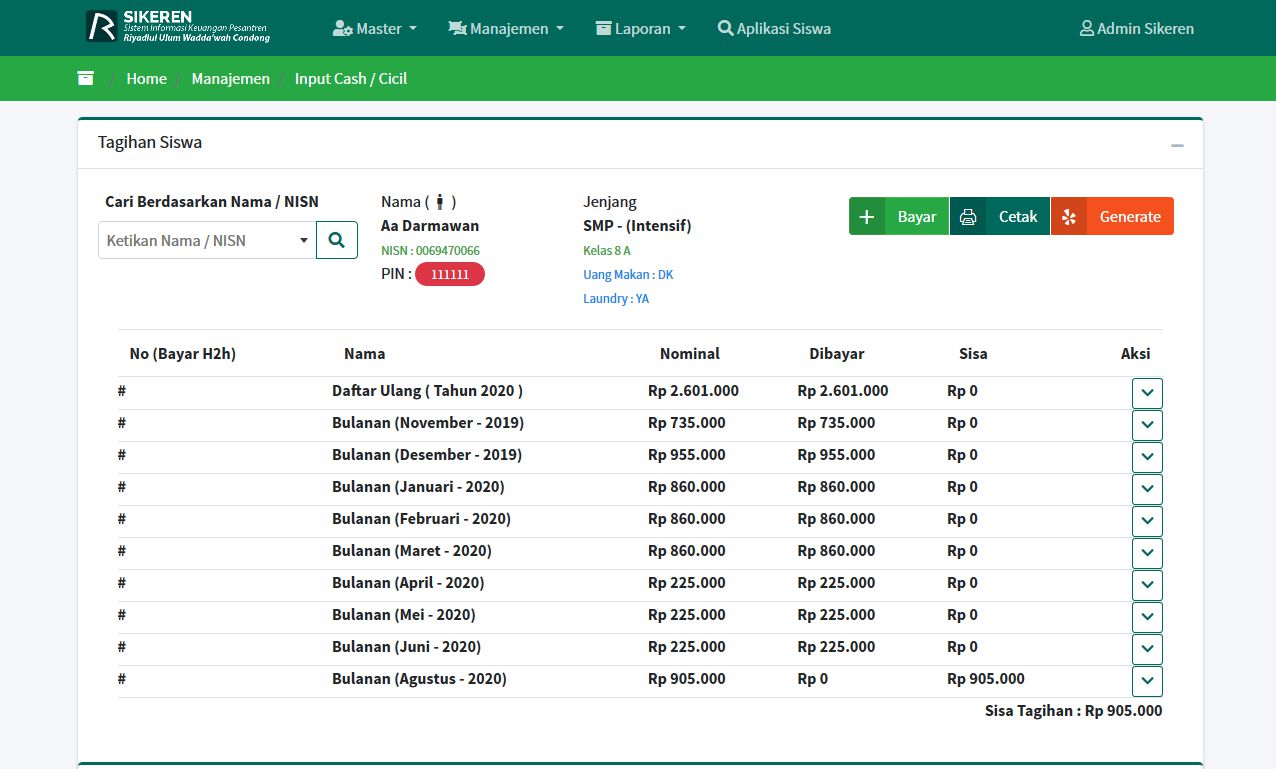 SIKEREN
Sistem Informasi Keuangan Pesantren
Riyadlul Ulum Wadda'wah Condong
Master
Manajemen
Laporan
Aplikasi Siswa
Admin Sikeren
/ Home / Manajemen / Input Cash / Cicil
Tagihan Siswa
Cari Berdasarkan Nama / NISN
Ketikan Nama / NISN
Nama ( )
Aa Darmawan
NISN : 0069470066
PIN : 111111
Jenjang
SMP - (Intensif)
Kelas 8 A
Uang Makan : DK
Laundry : YA
+ Bayar
Cetak
Generate
No (Bayar H2h) Nama Nominal Dibayar Sisa Aksi
# Daftar Ulang ( Tahun 2020 ) Rp 2.601.000 Rp 2.601.000 Rp 0
# Bulanan (November - 2019) Rp 735.000 Rp 735.000 Rp 0
# Bulanan (Desember - 2019) Rp 955.000 Rp 955.000 Rp 0
# Bulanan (Januari - 2020) Rp 860.000 Rp 860.000 Rp 0
# Bulanan (Februari - 2020) Rp 860.000 Rp 860.000 Rp 0
# Bulanan (Maret - 2020) Rp 860.000 Rp 860.000 Rp 0
# Bulanan (April - 2020) Rp 225.000 Rp 225.000 Rp 0
# Bulanan (Mei - 2020) Rp 225.000 Rp 225.000 Rp 0
# Bulanan (Juni - 2020) Rp 225.000 Rp 225.000 Rp 0
# Bulanan (Agustus - 2020) Rp 905.000 Rp 0 Rp 905.000
Sisa Tagihan : Rp 905.000